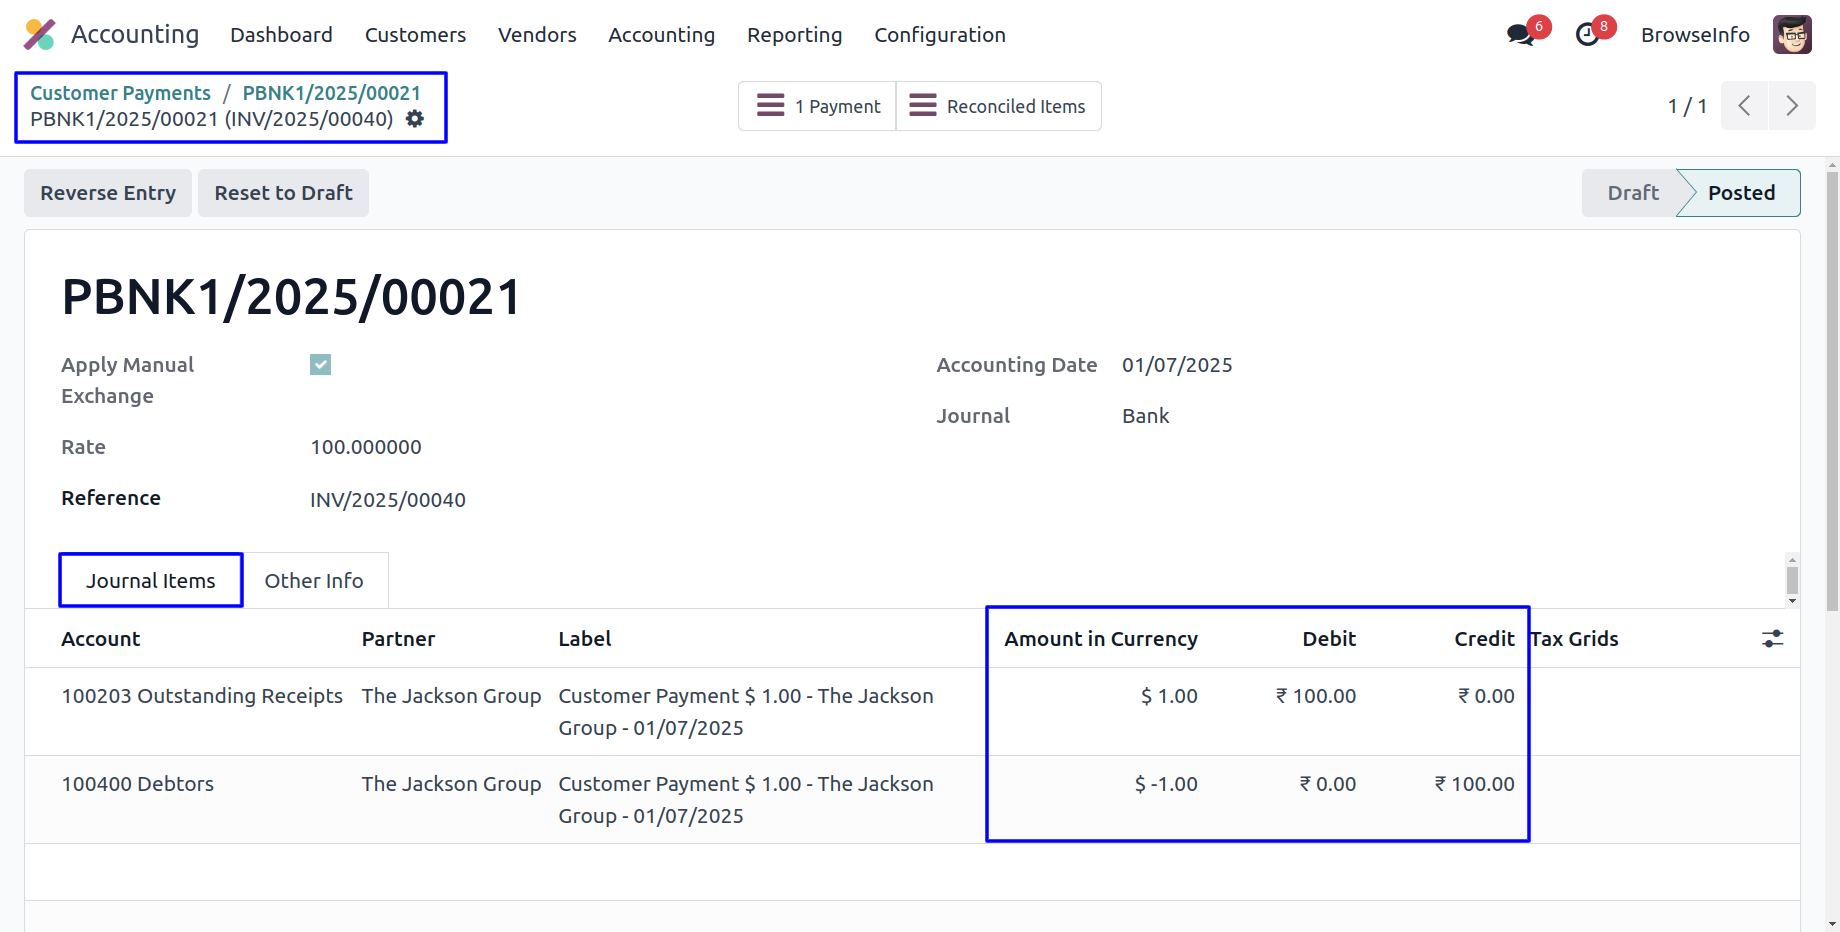 Accounting Dashboard Customers Vendors Accounting Reporting Configuration 6 8 BrowseInfo
Customer Payments / PBNK1/2025/00021
PBNK1/2025/00021 (INV/2025/00040)
1 Payment Reconciled Items 1 / 1
Reverse Entry Reset to Draft Draft Posted
PBNK1/2025/00021
Apply Manual
Exchange
Accounting Date 01/07/2025
Journal Bank
Rate 100.000000
Reference INV/2025/00040
Journal Items Other Info
Account Partner Label Amount in Currency Debit Credit Tax Grids
100203 Outstanding Receipts The Jackson Group Customer Payment $ 1.00 - The Jackson $ 1.00 ₹ 100.00 ₹ 0.00
Group - 01/07/2025
100400 Debtors The Jackson Group Customer Payment $ 1.00 - The Jackson $ -1.00 ₹ 0.00 ₹ 100.00
Group - 01/07/2025